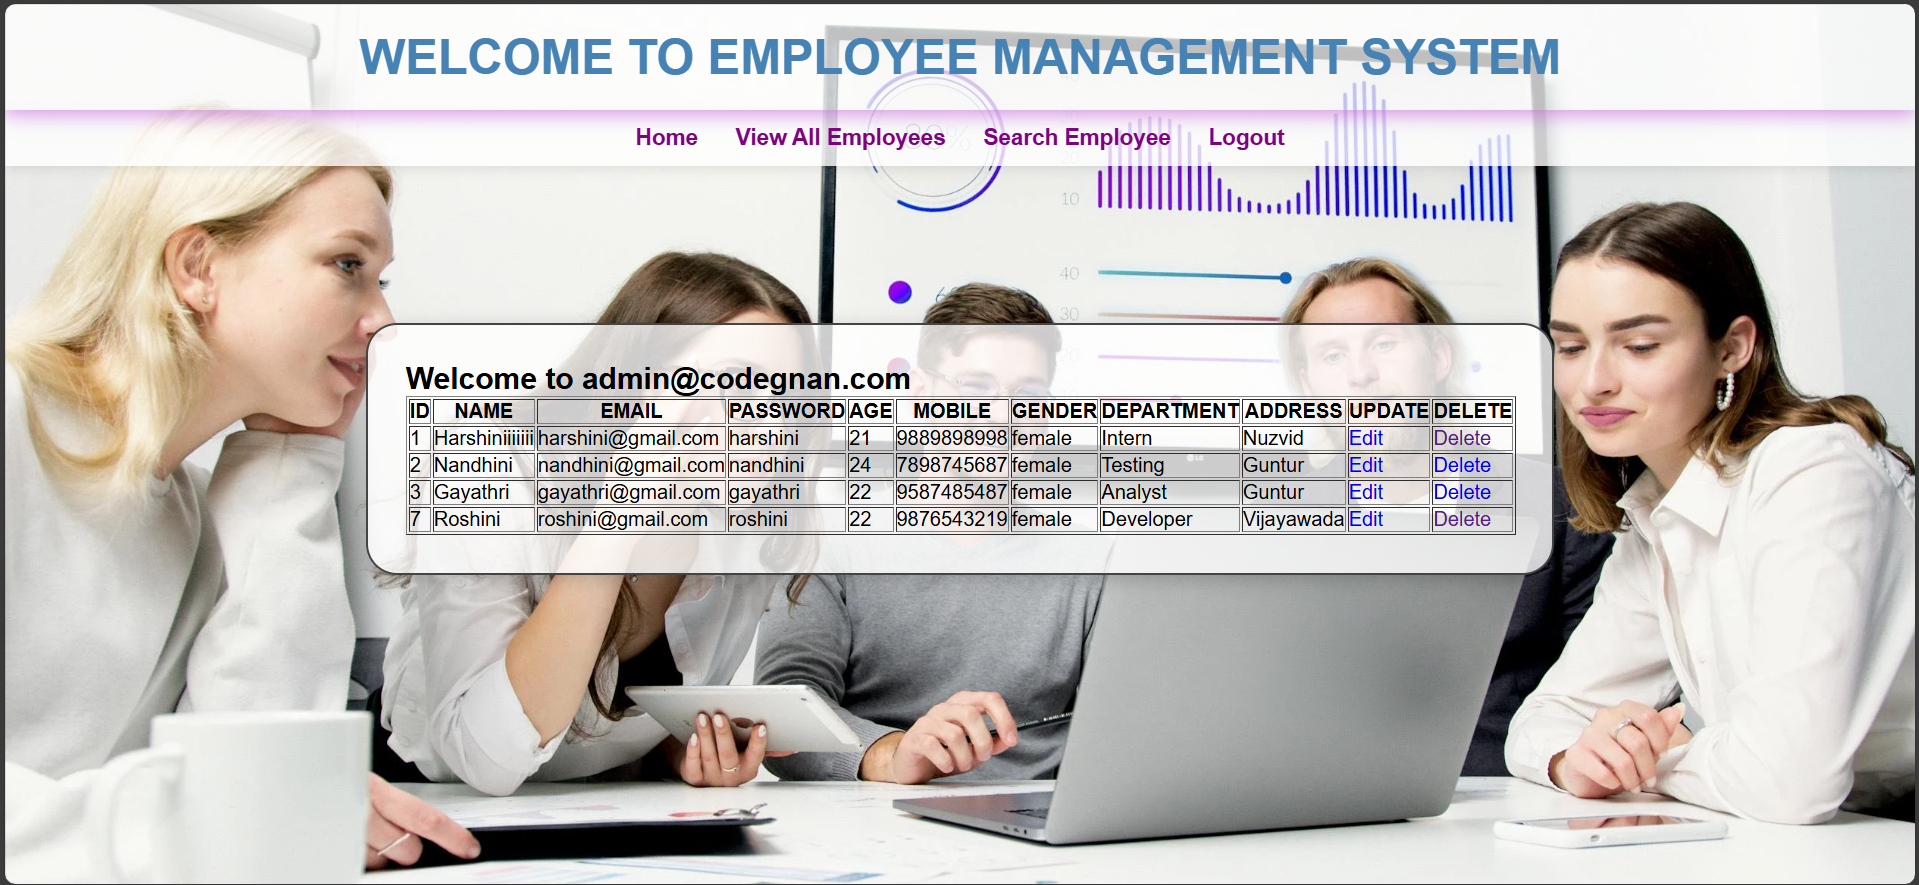 WELCOME TO EMPLOYEE MANAGEMENT SYSTEM
Home View All Employees Search Employee Logout
10
40
30
20
Welcome to admin@codegnan.com
ID NAME EMAIL PASSWORD AGE MOBILE GENDER DEPARTMENT ADDRESS UPDATE DELETE
1 Harshiniiiiiii harshini@gmail.com harshini 21 9889898998 female Intern Nuzvid Edit Delete
2 Nandhini nandhini@gmail.com nandhini 24 7898745687 female Testing Guntur Edit Delete
3 Gayathri gayathri@gmail.com gayathri 22 9587485487 female Analyst Guntur Edit Delete
7 Roshini roshini@gmail.com roshini 22 9876543219 female Developer Vijayawada Edit Delete